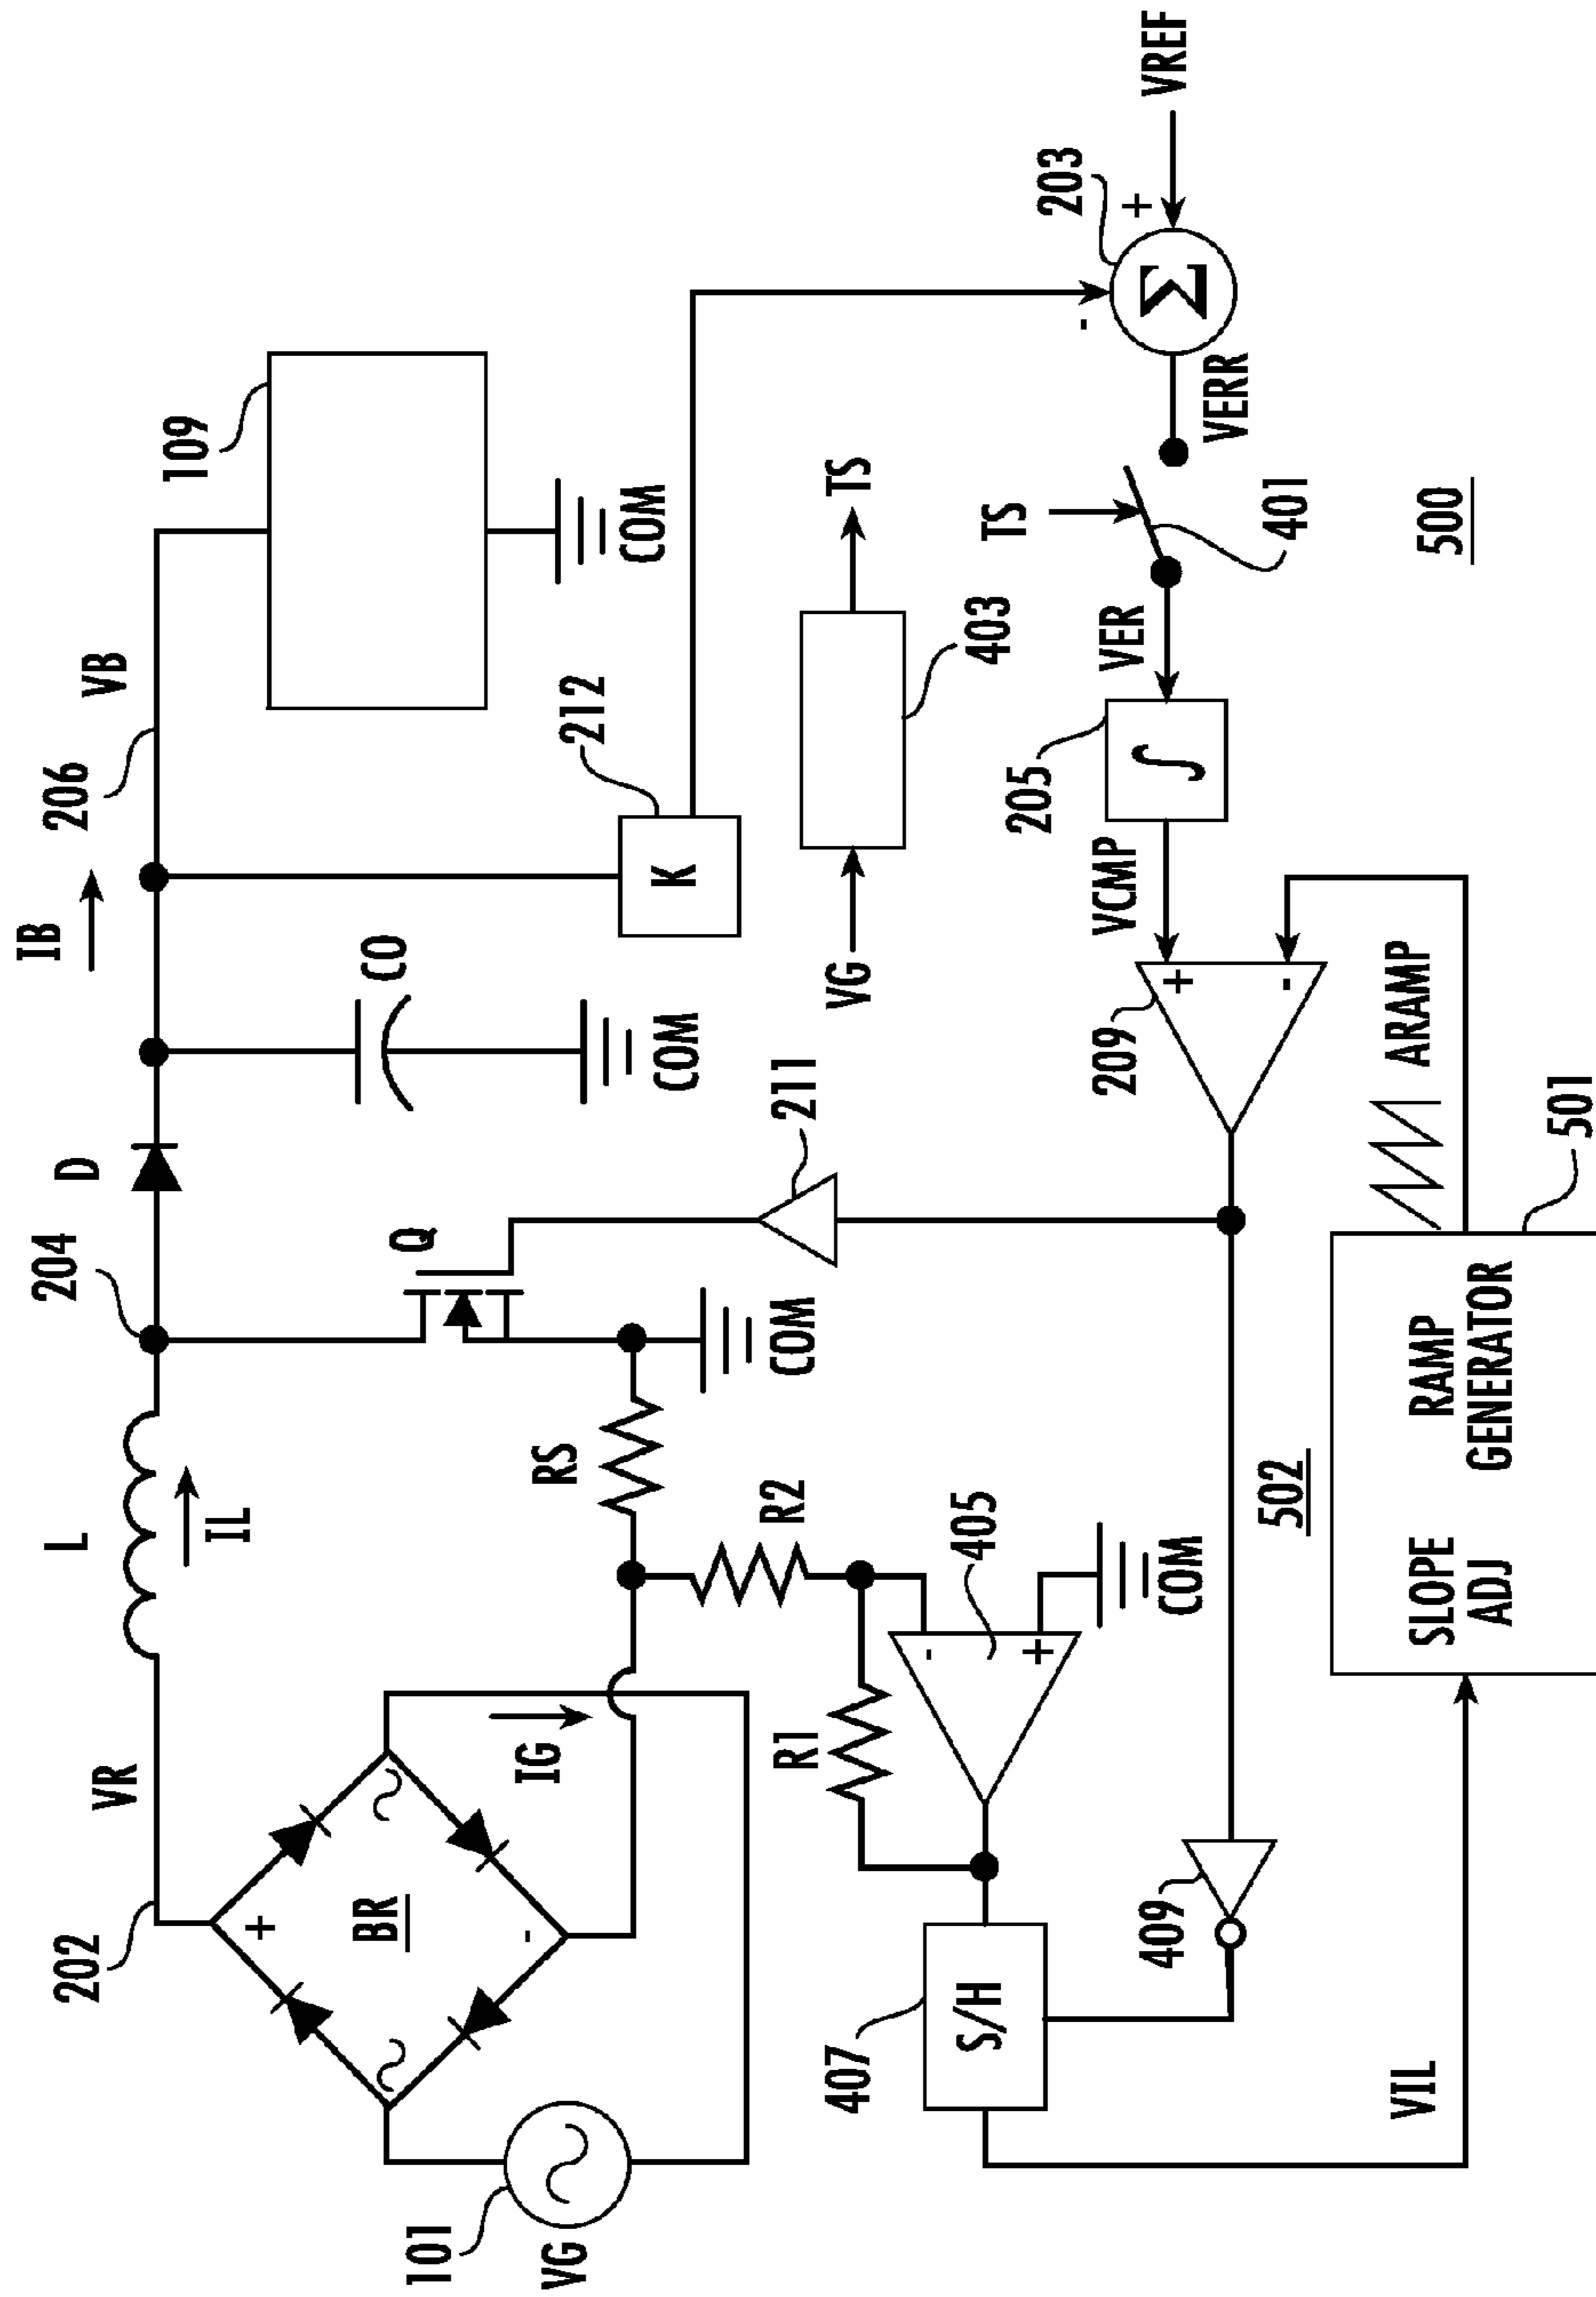 IB
206
VB
204
D
L
IL
202
VR
109
CO
COM
COM
Q
212
K
RS
COM
211
R2
IG
BR
+
-
101
VG
VG
403
TS
203
-
+
VREF
Σ
VERR
TS
401
VER
205
∫
VCMP
209
+
-
ARAMP
500
R1
405
-
+
COM
407
S/H
409
502
501
SLOPE
ADJ
RAMP
GENERATOR
VIL